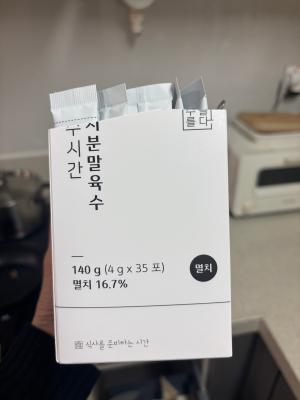 시간
분말육수
140 g (4 g x 35 포)
멸치 16.7%
멸치
식사를 준비하는 시간